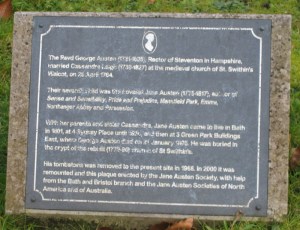 The Revd George Austen (1731-1805), Rector of Steventon in Hampshire,
married Cassandra Leigh (1739-1827) at the medieval church of St. Swithin's
Walcot, on 26 April 1764.
Their seventh child was the novelist Jane Austen (1775-1817), author of
Sense and Sensibility, Pride and Prejudice, Mansfield Park, Emma,
Northanger Abbey and Persuasion.
With her parents and sister Cassandra, Jane Austen came to live in Bath
in 1801, at 4 Sydney Place until 1804, and then at 3 Green Park Buildings
East, where George Austen died on 21 January 1805. He was buried
in the crypt of the rebuilt church of St Swithin's.
His tombstone was removed to the present site in 1968. In 2000 it was
remounted and this plaque erected by the Jane Austen Society, with help
from the Bath and Bristol branch and the Jane Austen Societies of North
America and of Australia.